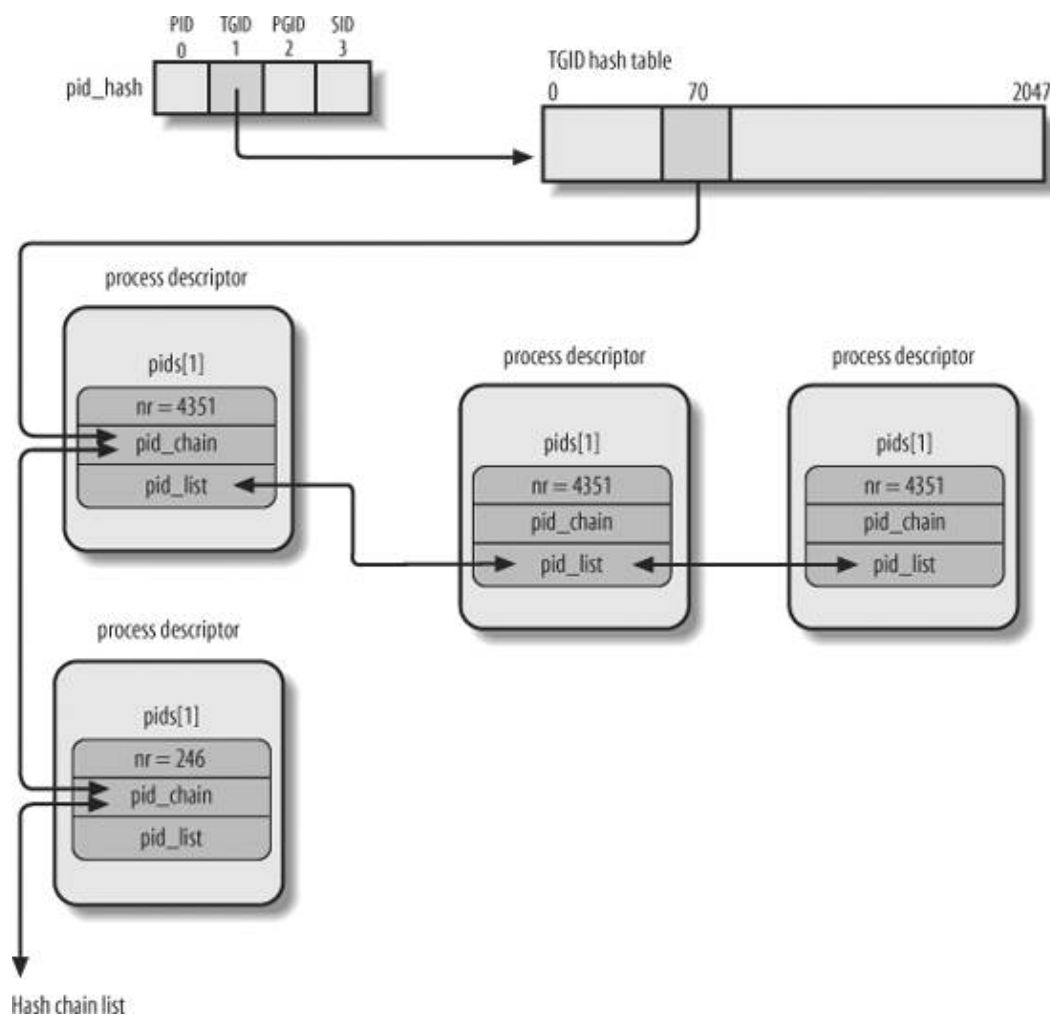 PID TGID PGID SID
0 1 2 3
pid_hash
TGID hash table
0 70 2047
process descriptor
pids[1]
nr = 4351
pid_chain
pid_list
process descriptor
pids[1]
nr = 4351
pid_chain
pid_list
process descriptor
pids[1]
nr = 4351
pid_chain
pid_list
process descriptor
pids[1]
nr = 246
pid_chain
pid_list
Hash chain list